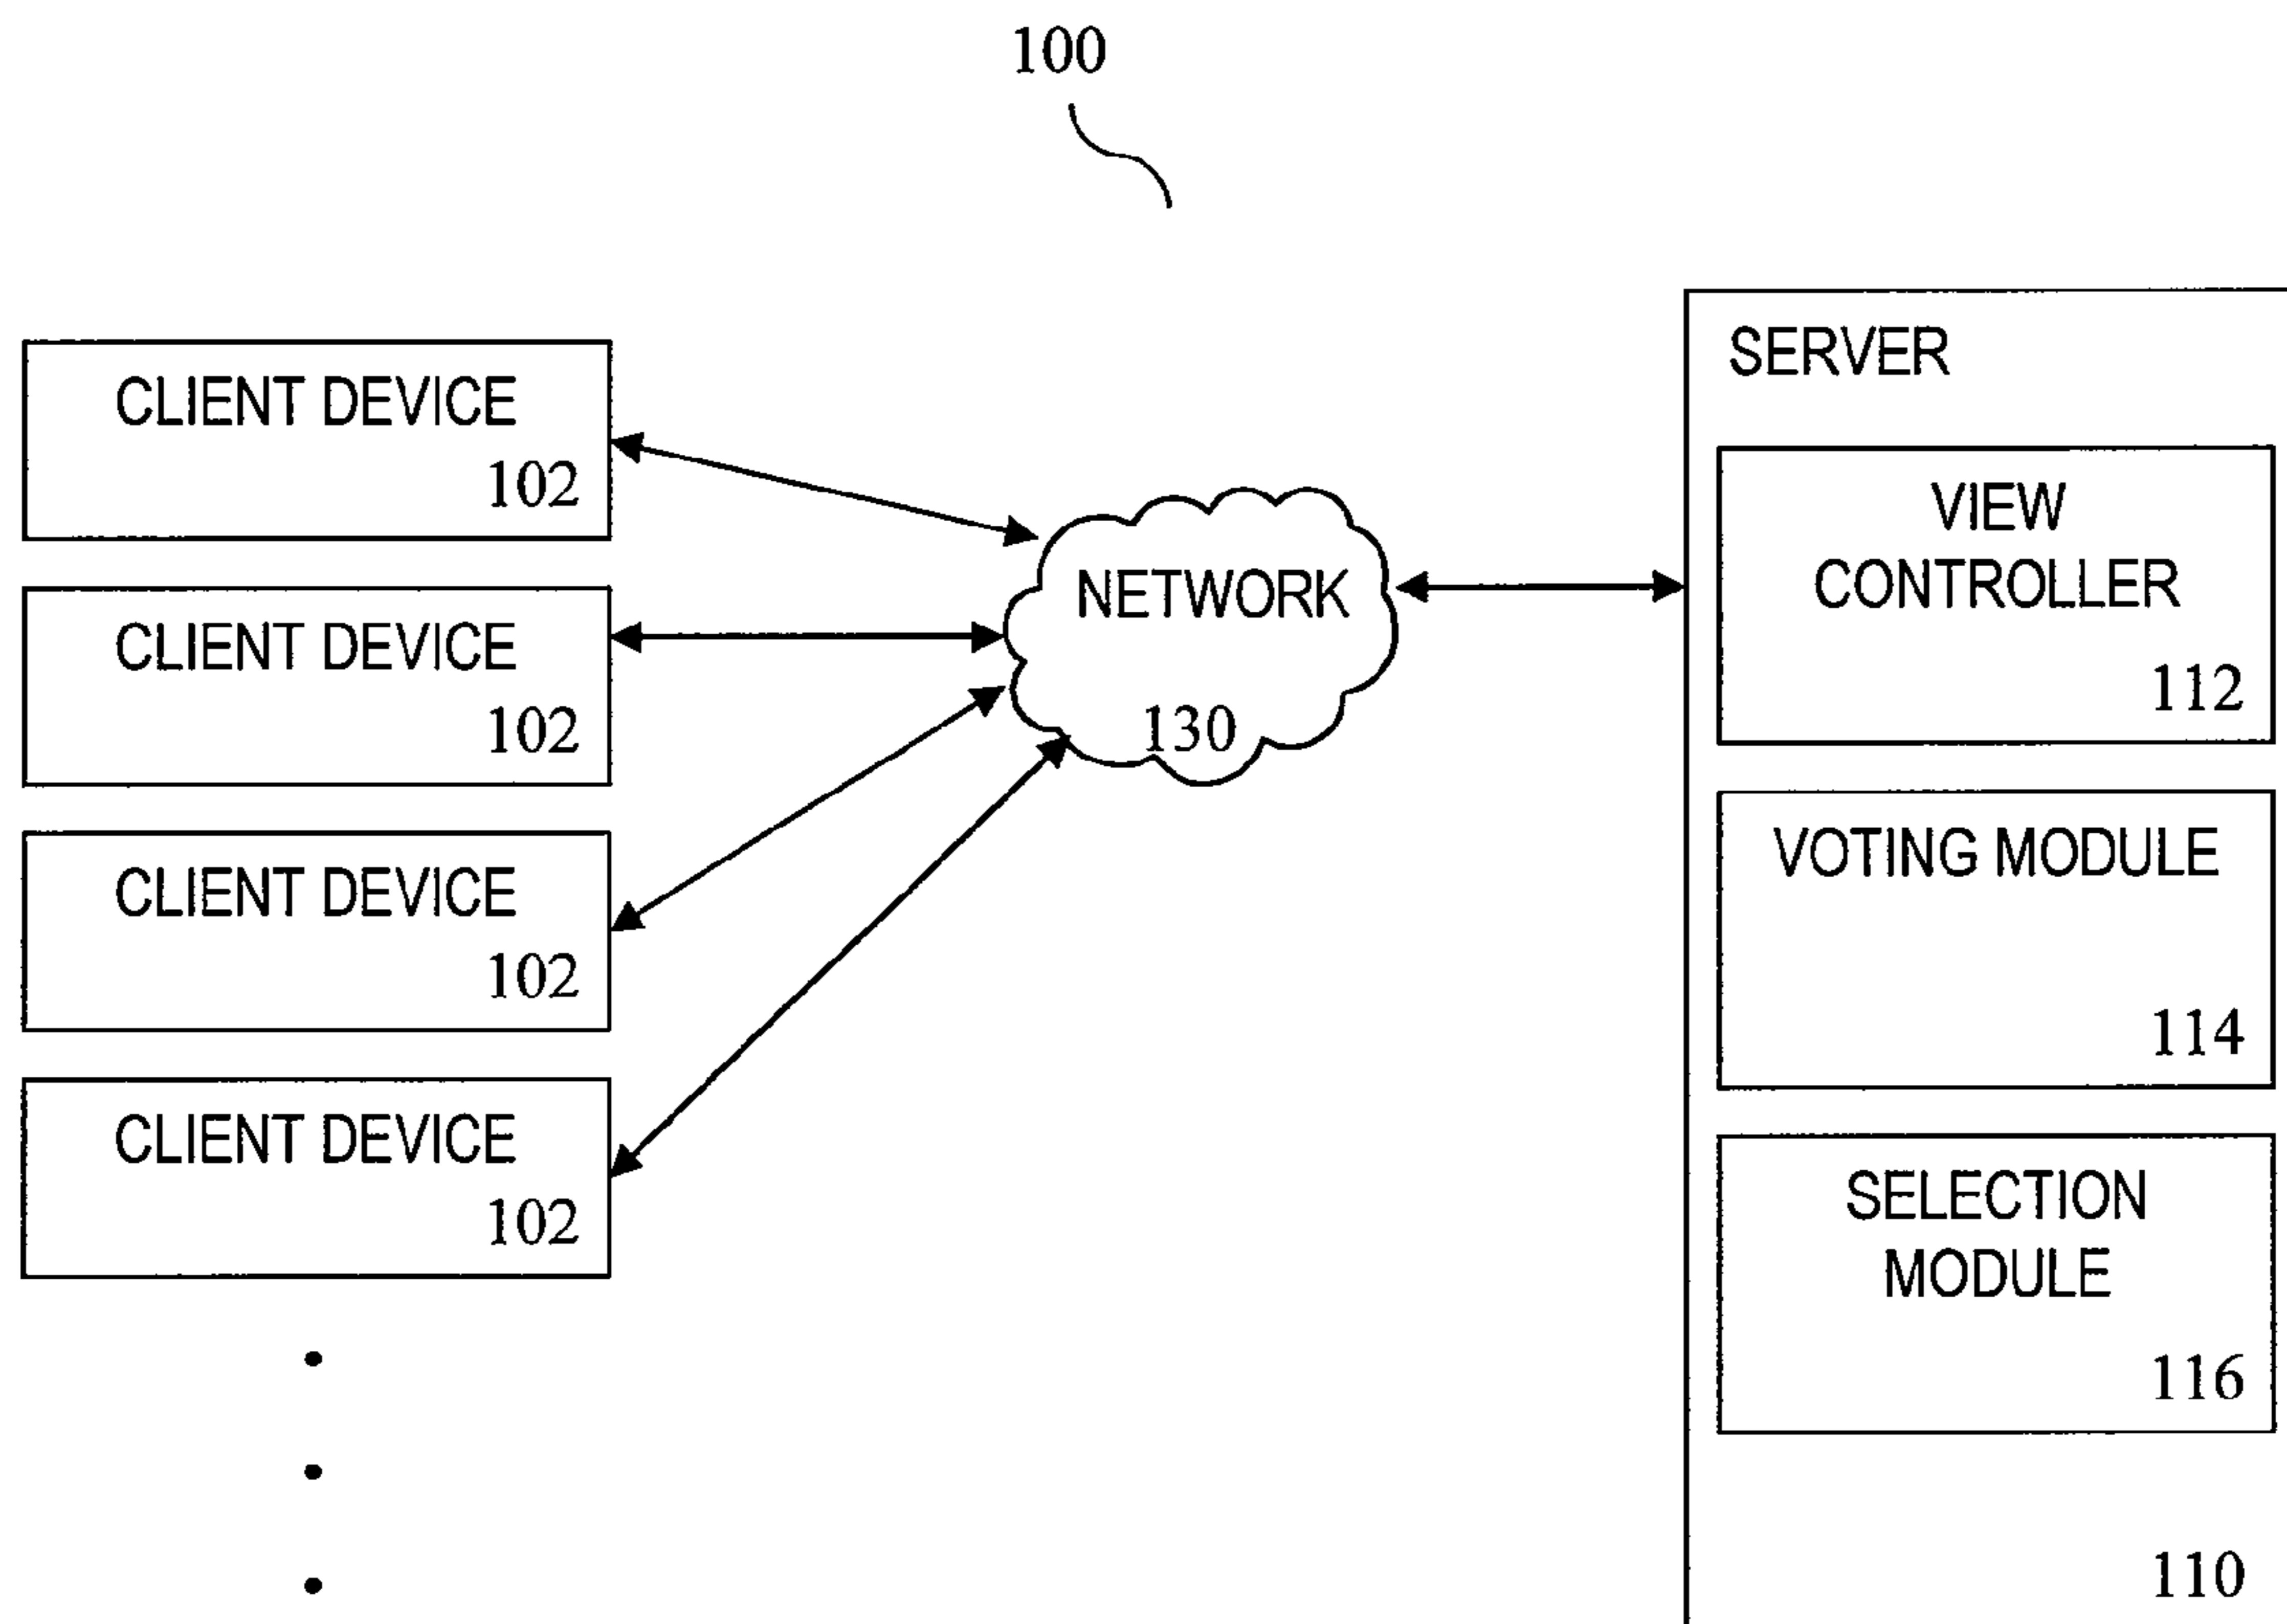 100
CLIENT DEVICE
102
CLIENT DEVICE
102
CLIENT DEVICE
102
CLIENT DEVICE
102
NETWORK
130
SERVER
VIEW
CONTROLLER
112
VOTING MODULE
114
SELECTION
MODULE
116
110